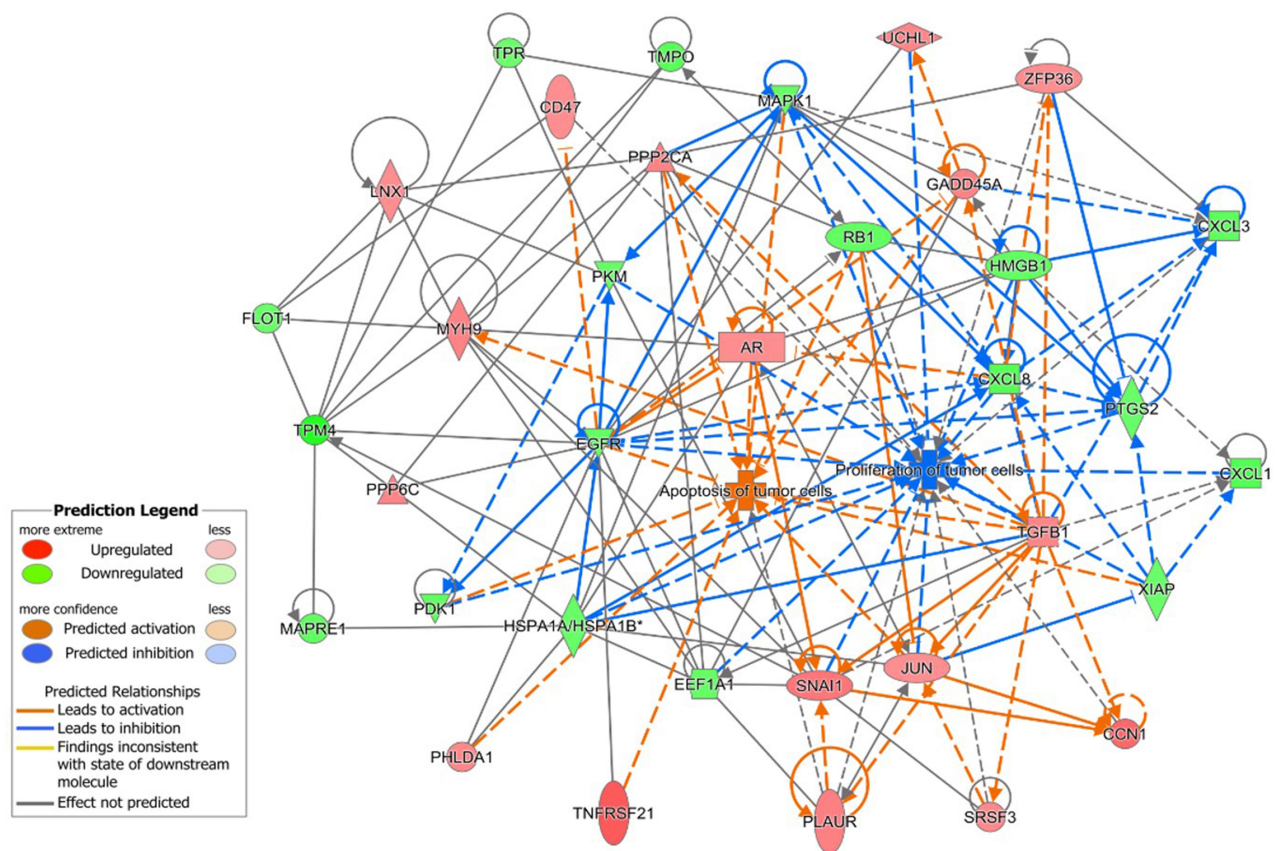 UCHL1
TPR
TMPO
ZFP36
MAPK1
CD47
PPP2CA
GADD45A
LNX1
CXCL3
RB1
HMGB1
PKM
FLOT1
MYH9
AR
CXCL8
PTGS2
TPM4
EGFR
Proliferation of tumor cells
CXCL1
Apoptosis of tumor cells
PPP6C
Prediction Legend
more extreme less
Upregulated
Downregulated
more confidence less
Predicted activation
Predicted inhibition
Predicted Relationships
Leads to activation
Leads to inhibition
Findings inconsistent
with state of downstream
molecule
Effect not predicted
TGFB1
XIAP
PDK1
MAPRE1
HSPA1A/HSPA1B*
JUN
EEF1A1
SNAI1
CCN1
PHLDA1
TNFRSF21
PLAUR
SRSF3